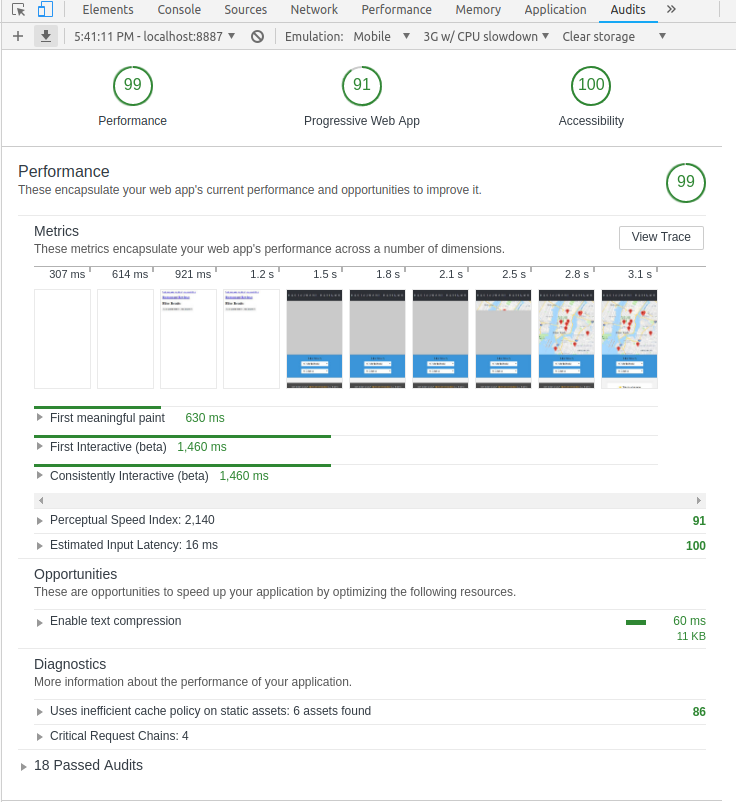 Elements Console Sources Network Performance Memory Application Audits »
5:41:11 PM - localhost:8887 Emulation: Mobile 3G w/ CPU slowdown Clear storage
99 91 100
Performance Progressive Web App Accessibility
Performance
These encapsulate your web app's current performance and opportunities to improve it.
99
Metrics
These metrics encapsulate your web app's performance across a number of dimensions.
View Trace
307 ms 614 ms 921 ms 1.2 s 1.5 s 1.8 s 2.1 s 2.5 s 2.8 s 3.1 s
First meaningful paint 630 ms
First Interactive (beta) 1,460 ms
Consistently Interactive (beta) 1,460 ms
Perceptual Speed Index: 2,140 91
Estimated Input Latency: 16 ms 100
Opportunities
These are opportunities to speed up your application by optimizing the following resources.
Enable text compression 60 ms
11 KB
Diagnostics
More information about the performance of your application.
Uses inefficient cache policy on static assets: 6 assets found 86
Critical Request Chains: 4
18 Passed Audits